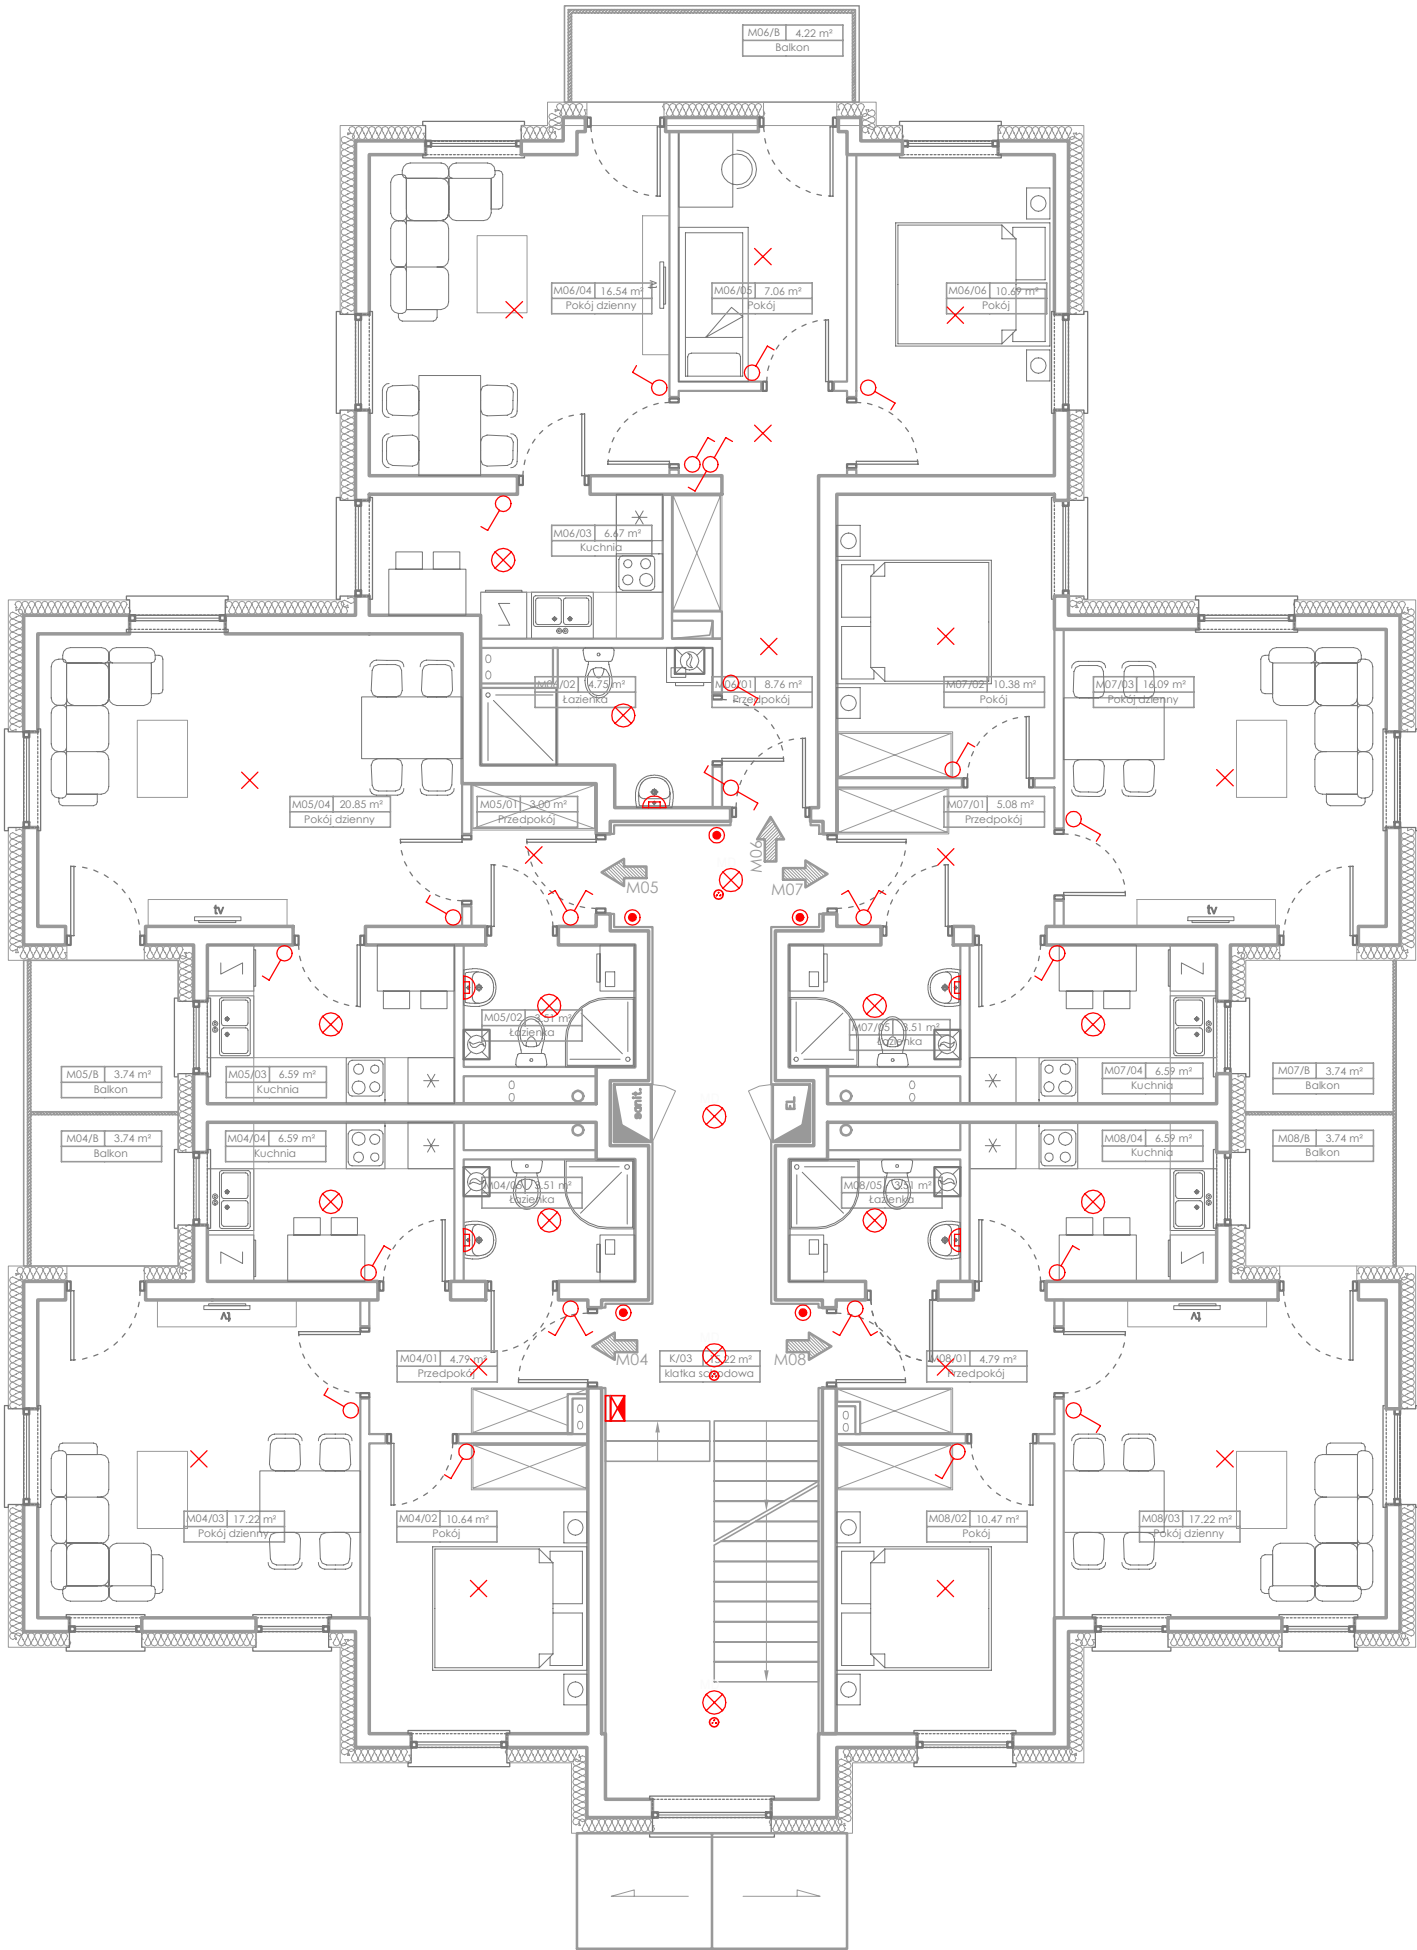 M06/B 4.22 m²
Balkon
M06/04 16.54 m²
Pokój dzienny
M06/05 7.06 m²
Pokój
M06/06 10.69 m²
Pokój
M06/03 6.67 m²
Kuchnia
M06/02 4.75 m²
Łazienka
M06/01 8.76 m²
Przedpokój
M07/02 10.38 m²
Pokój
M07/03 16.09 m²
Pokój dzienny
M05/04 20.85 m²
Pokój dzienny
M05/01 3.00 m²
Przedpokój
M07/01 5.08 m²
Przedpokój
M06
M05
M07
tv
tv
M05/02 3.51 m²
Łazienka
M07/05 3.51 m²
Łazienka
M05/B 3.74 m²
Balkon
M05/03 6.59 m²
Kuchnia
M07/04 6.59 m²
Kuchnia
M07/B 3.74 m²
Balkon
sanit.
EL
M04/B 3.74 m²
Balkon
M04/04 6.59 m²
Kuchnia
M08/04 6.59 m²
Kuchnia
M08/B 3.74 m²
Balkon
M04/05 3.51 m²
Łazienka
M08/05 3.51 m²
Łazienka
tv
tv
M04
M08
M04/01 4.79 m²
Przedpokój
K/03 15.22 m²
klatka schodowa
M08/01 4.79 m²
Przedpokój
M04/03 17.22 m²
Pokój dzienny
M04/02 10.64 m²
Pokój
M08/02 10.47 m²
Pokój
M08/03 17.22 m²
Pokój dzienny